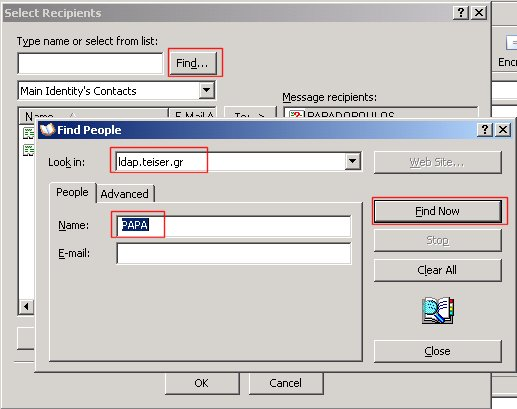 Select Recipients
Type name or select from list:
Find...
Main Identity's Contacts
Name
E-Mail A
To: ->
Message recipients:
PAPADOPOULOS
Encr
Find People
Look in:
ldap.teiser.gr
Web Site...
People
Advanced
Find Now
Name:
PAPA
Stop
E-mail:
Clear All
Close
OK
Cancel